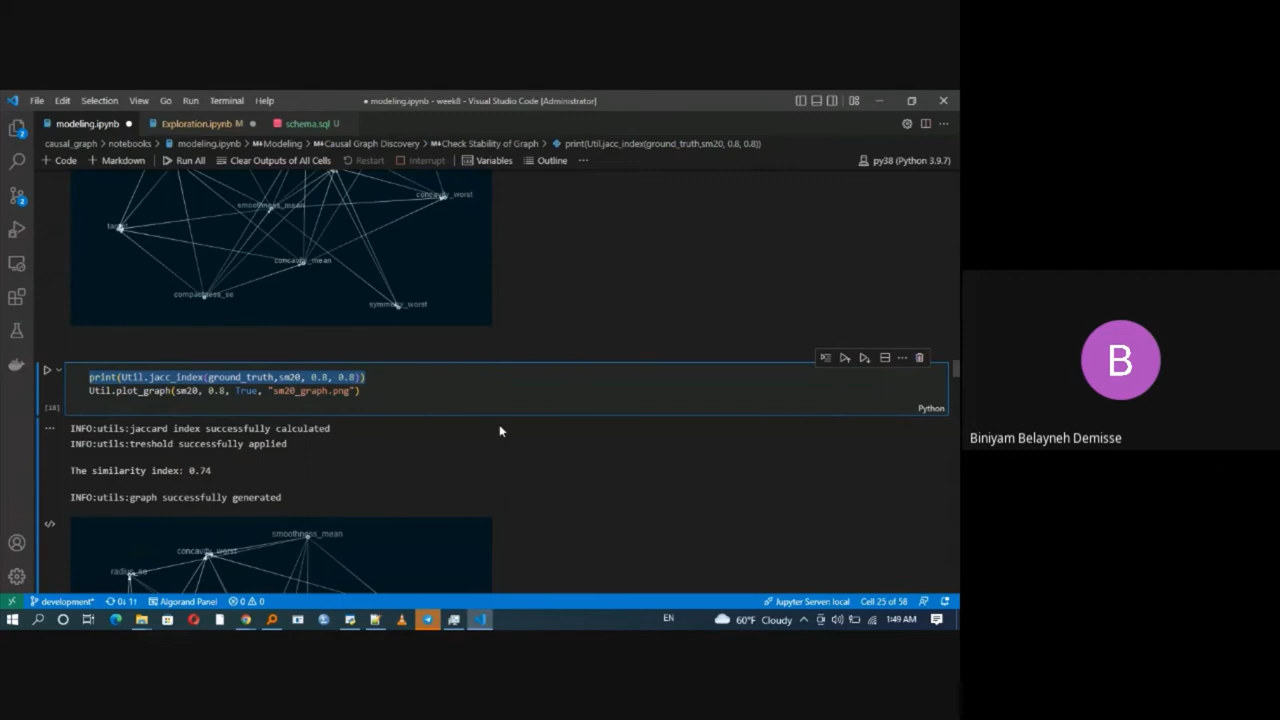 File Edit Selection View Go Run Terminal Help
● modeling.ipynb - week8 - Visual Studio Code [Administrator]
modeling.ipynb ● Exploration.ipynb M ● schema.sql U
causal_graph > notebooks > modeling.ipynb > Modeling > Causal Graph Discovery > Check Stability of Graph > print(Util.jacc_index(ground_truth,sm20, 0.8, 0.8))
+ Code + Markdown Run All Clear Outputs of All Cells Restart Interrupt Variables Outline ... py38 (Python 3.9.7)
concavity_worst
smoothness_mean
concavity_mean
compactness_se
symmetry_worst
print(Util.jacc_index(ground_truth,sm20, 0.8, 0.8))
Util.plot_graph(sm20, 0.8, True, "sm20_graph.png")
[18]
Python
INFO:utils:jaccard index successfully calculated
INFO:utils:treshold successfully applied
The similarity index: 0.74
INFO:utils:graph successfully generated
smoothness_mean
concavity_worst
radius_se
development* 0↓ 1↑ Algorand Panel 0 0 Jupyter Server: local Cell 25 of 58
EN 60°F Cloudy 1:49 AM
B
Biniyam Belayneh Demisse